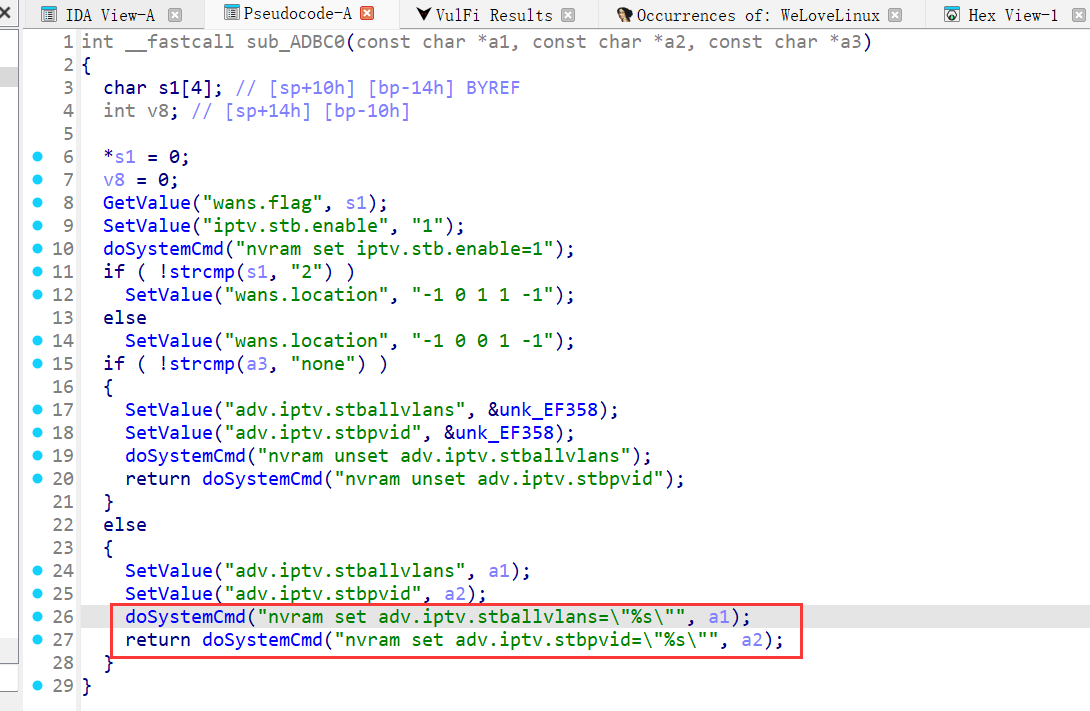 IDA View-A Pseudocode-A VulFi Results Occurrences of: WeLoveLinux Hex View-1
1 int __fastcall sub_ADBC0(const char *a1, const char *a2, const char *a3)
2 {
3   char s1[4]; // [sp+10h] [bp-14h] BYREF
4   int v8; // [sp+14h] [bp-10h]
5
6   *s1 = 0;
7   v8 = 0;
8   GetValue("wans.flag", s1);
9   SetValue("iptv.stb.enable", "1");
10   doSystemCmd("nvram set iptv.stb.enable=1");
11   if ( !strcmp(s1, "2") )
12     SetValue("wans.location", "-1 0 1 1 -1");
13   else
14     SetValue("wans.location", "-1 0 0 1 -1");
15   if ( !strcmp(a3, "none") )
16   {
17     SetValue("adv.iptv.stballvlans", &unk_EF358);
18     SetValue("adv.iptv.stbpvid", &unk_EF358);
19     doSystemCmd("nvram unset adv.iptv.stballvlans");
20     return doSystemCmd("nvram unset adv.iptv.stbpvid");
21   }
22   else
23   {
24     SetValue("adv.iptv.stballvlans", a1);
25     SetValue("adv.iptv.stbpvid", a2);
26     doSystemCmd("nvram set adv.iptv.stballvlans=\"%s\"", a1);
27     return doSystemCmd("nvram set adv.iptv.stbpvid=\"%s\"", a2);
28   }
29 }